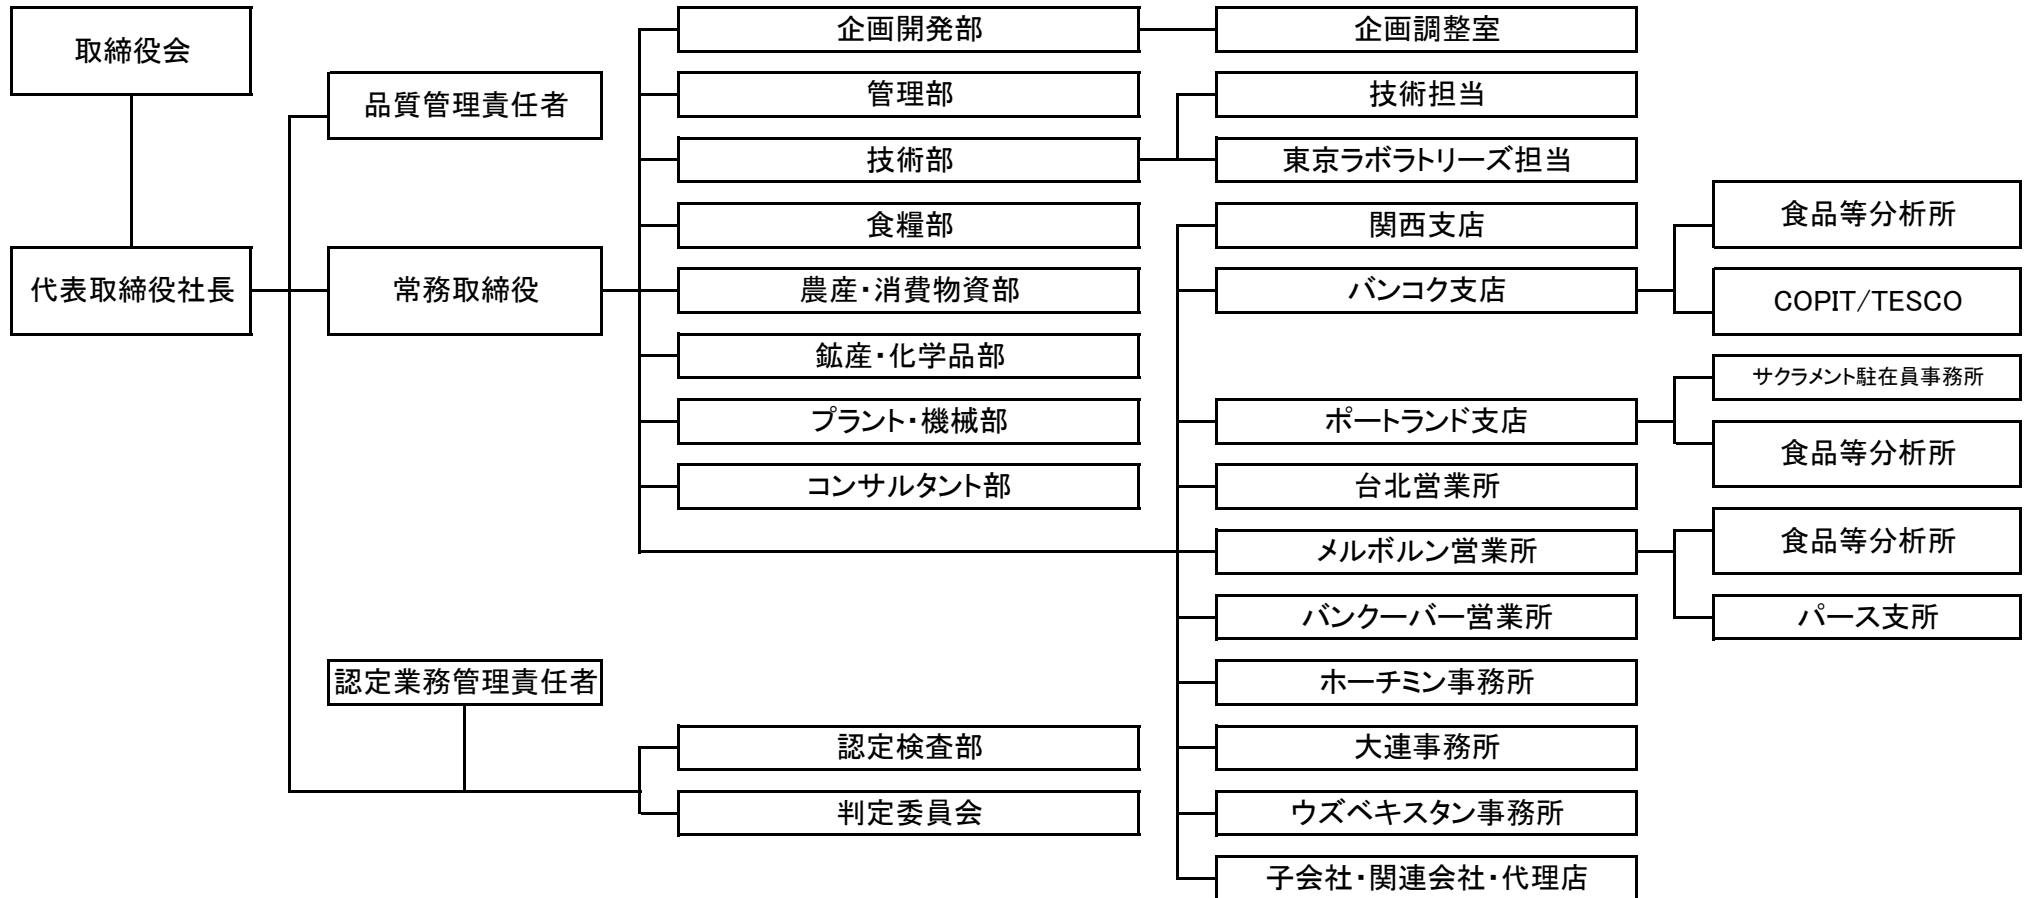 取締役会
代表取締役社長
品質管理責任者
常務取締役
認定業務管理責任者
企画開発部
管理部
技術部
食糧部
農産・消費物資部
鉱産・化学品部
プラント・機械部
コンサルタント部
認定検査部
判定委員会
企画調整室
技術担当
東京ラボラトリーズ担当
関西支店
バンコク支店
ポートランド支店
台北営業所
メルボルン営業所
バンクーバー営業所
ホーチミン事務所
大連事務所
ウズベキスタン事務所
子会社・関連会社・代理店
食品等分析所
COPIT/TESCO
サクラメント駐在員事務所
食品等分析所
食品等分析所
パース支所